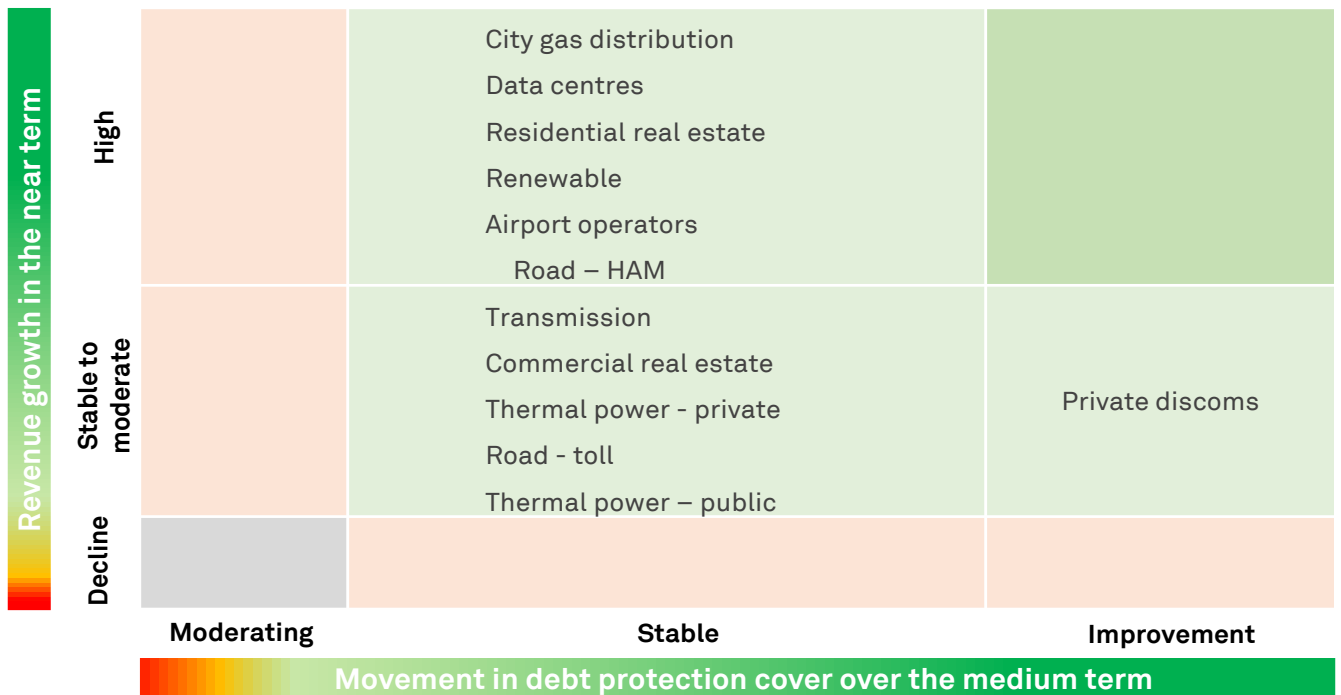 Revenue growth in the near term
High
City gas distribution
Data centres
Residential real estate
Renewable
Airport operators
Road – HAM
Stable to
moderate
Transmission
Commercial real estate
Thermal power - private
Road - toll
Thermal power – public
Private discoms
Decline
Moderating
Stable
Improvement
Movement in debt protection cover over the medium term